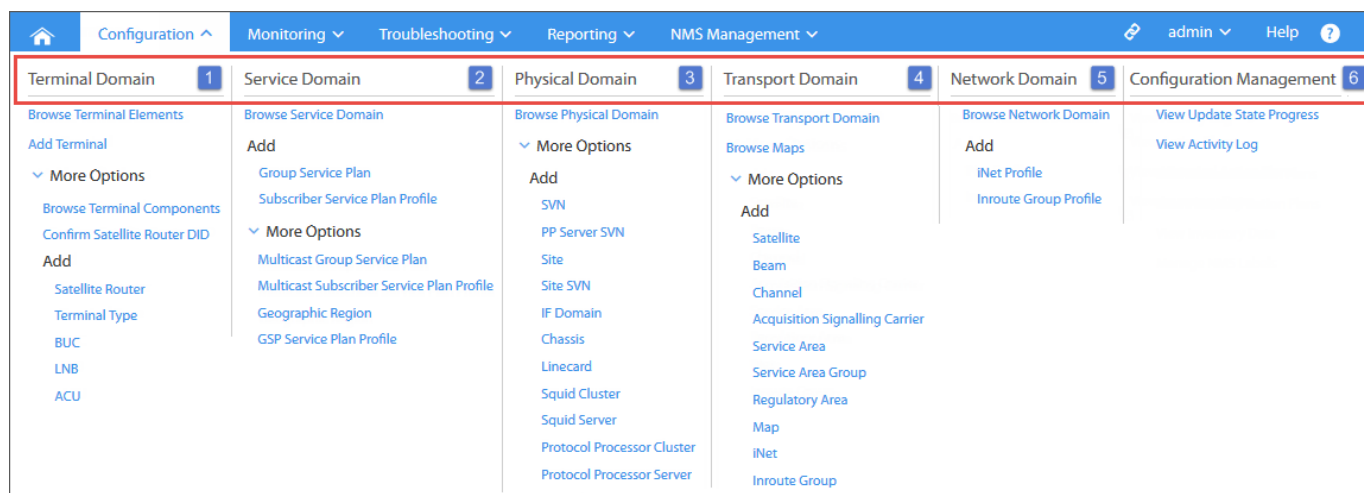 Configuration
Monitoring
Troubleshooting
Reporting
NMS Management
admin
Help
?
Terminal Domain 1
Browse Terminal Elements
Add Terminal
More Options
Browse Terminal Components
Confirm Satellite Router DID
Add
Satellite Router
Terminal Type
BUC
LNB
ACU
Service Domain 2
Browse Service Domain
Add
Group Service Plan
Subscriber Service Plan Profile
More Options
Multicast Group Service Plan
Multicast Subscriber Service Plan Profile
Geographic Region
GSP Service Plan Profile
Physical Domain 3
Browse Physical Domain
More Options
Add
SVN
PP Server SVN
Site
Site SVN
IF Domain
Chassis
Linecard
Squid Cluster
Squid Server
Protocol Processor Cluster
Protocol Processor Server
Transport Domain 4
Browse Transport Domain
Browse Maps
More Options
Add
Satellite
Beam
Channel
Acquisition Signalling Carrier
Service Area
Service Area Group
Regulatory Area
Map
iNet
Inroute Group
Network Domain 5
Browse Network Domain
Add
iNet Profile
Inroute Group Profile
Configuration Management 6
View Update State Progress
View Activity Log